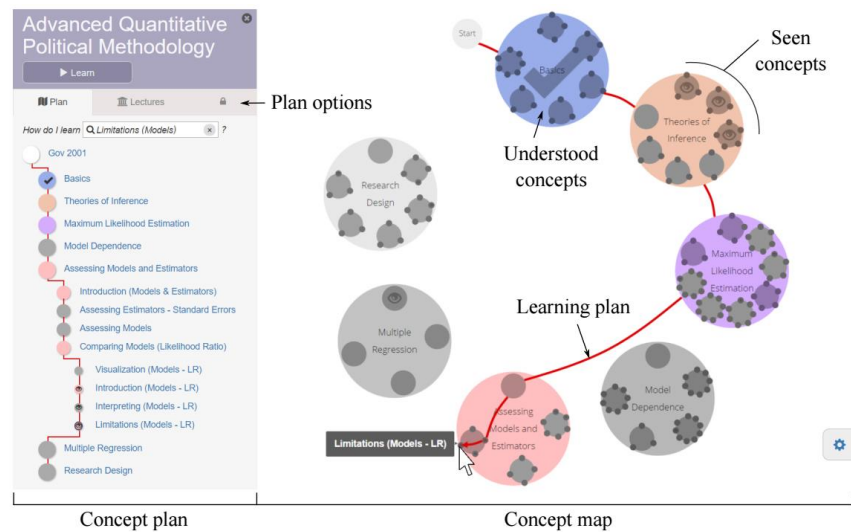 Advanced Quantitative
Political Methodology
Learn
Plan
Lectures
How do I learn Limitations (Models) ?
Gov 2001
Basics
Theories of Inference
Maximum Likelihood Estimation
Model Dependence
Assessing Models and Estimators
Introduction (Models & Estimators)
Assessing Estimators - Standard Errors
Assessing Models
Comparing Models (Likelihood Ratio)
Visualization (Models - LR)
Introduction (Models - LR)
Interpreting (Models - LR)
Limitations (Models - LR)
Multiple Regression
Research Design
Concept plan
Plan options
Start
Basics
Understood
concepts
Seen
concepts
Theories of
Inference
Research
Design
Maximum
Likelihood
Estimation
Learning plan
Multiple
Regression
Model
Dependence
Assessing
Models and
Estimators
Limitations (Models - LR)
Concept map